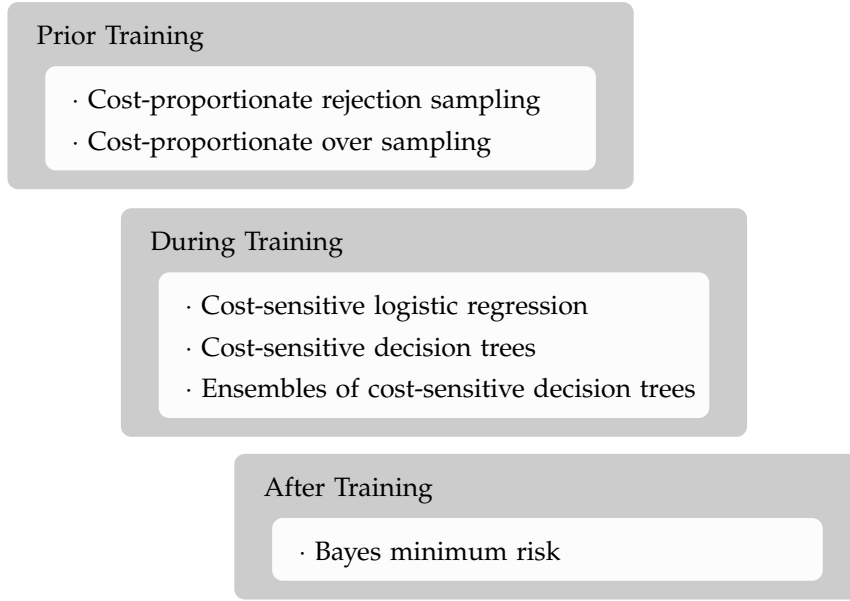 Prior Training
· Cost-proportionate rejection sampling
· Cost-proportionate over sampling
During Training
· Cost-sensitive logistic regression
· Cost-sensitive decision trees
· Ensembles of cost-sensitive decision trees
After Training
· Bayes minimum risk